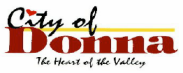 City of
Donna
The Heart of the Valley